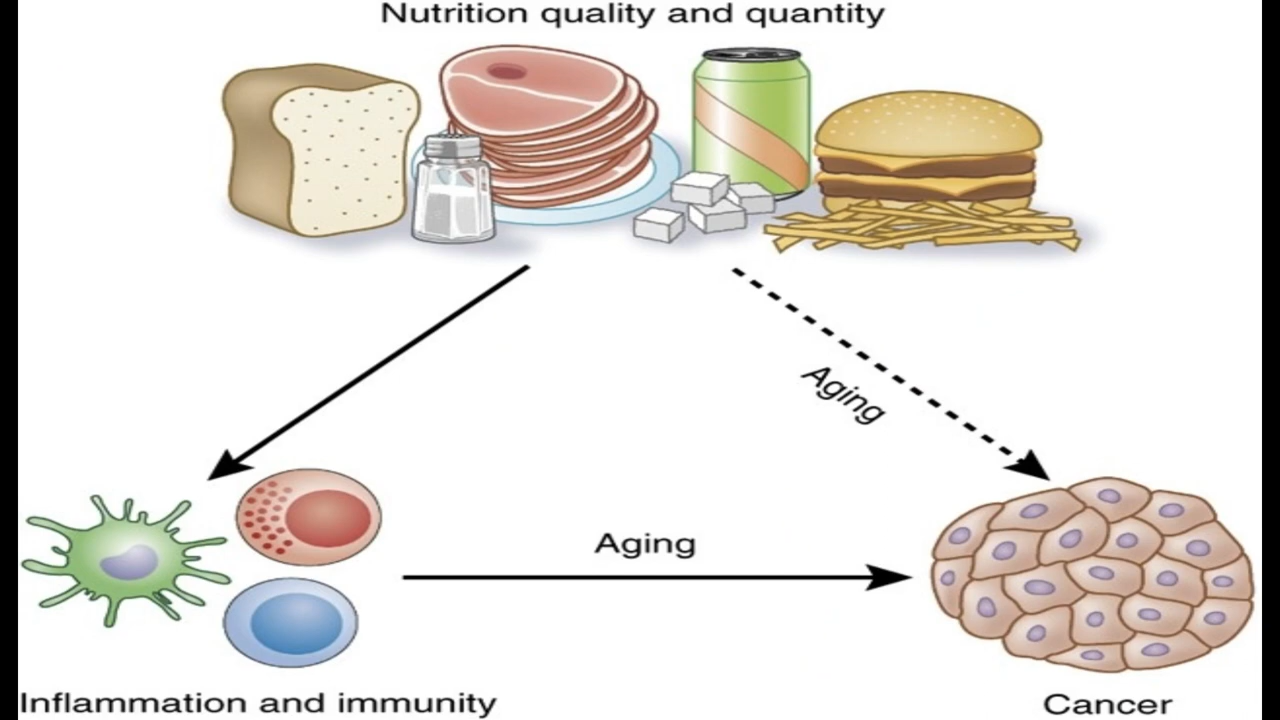 Nutrition quality and quantity
Aging
Aging
Inflammation and immunity
Cancer